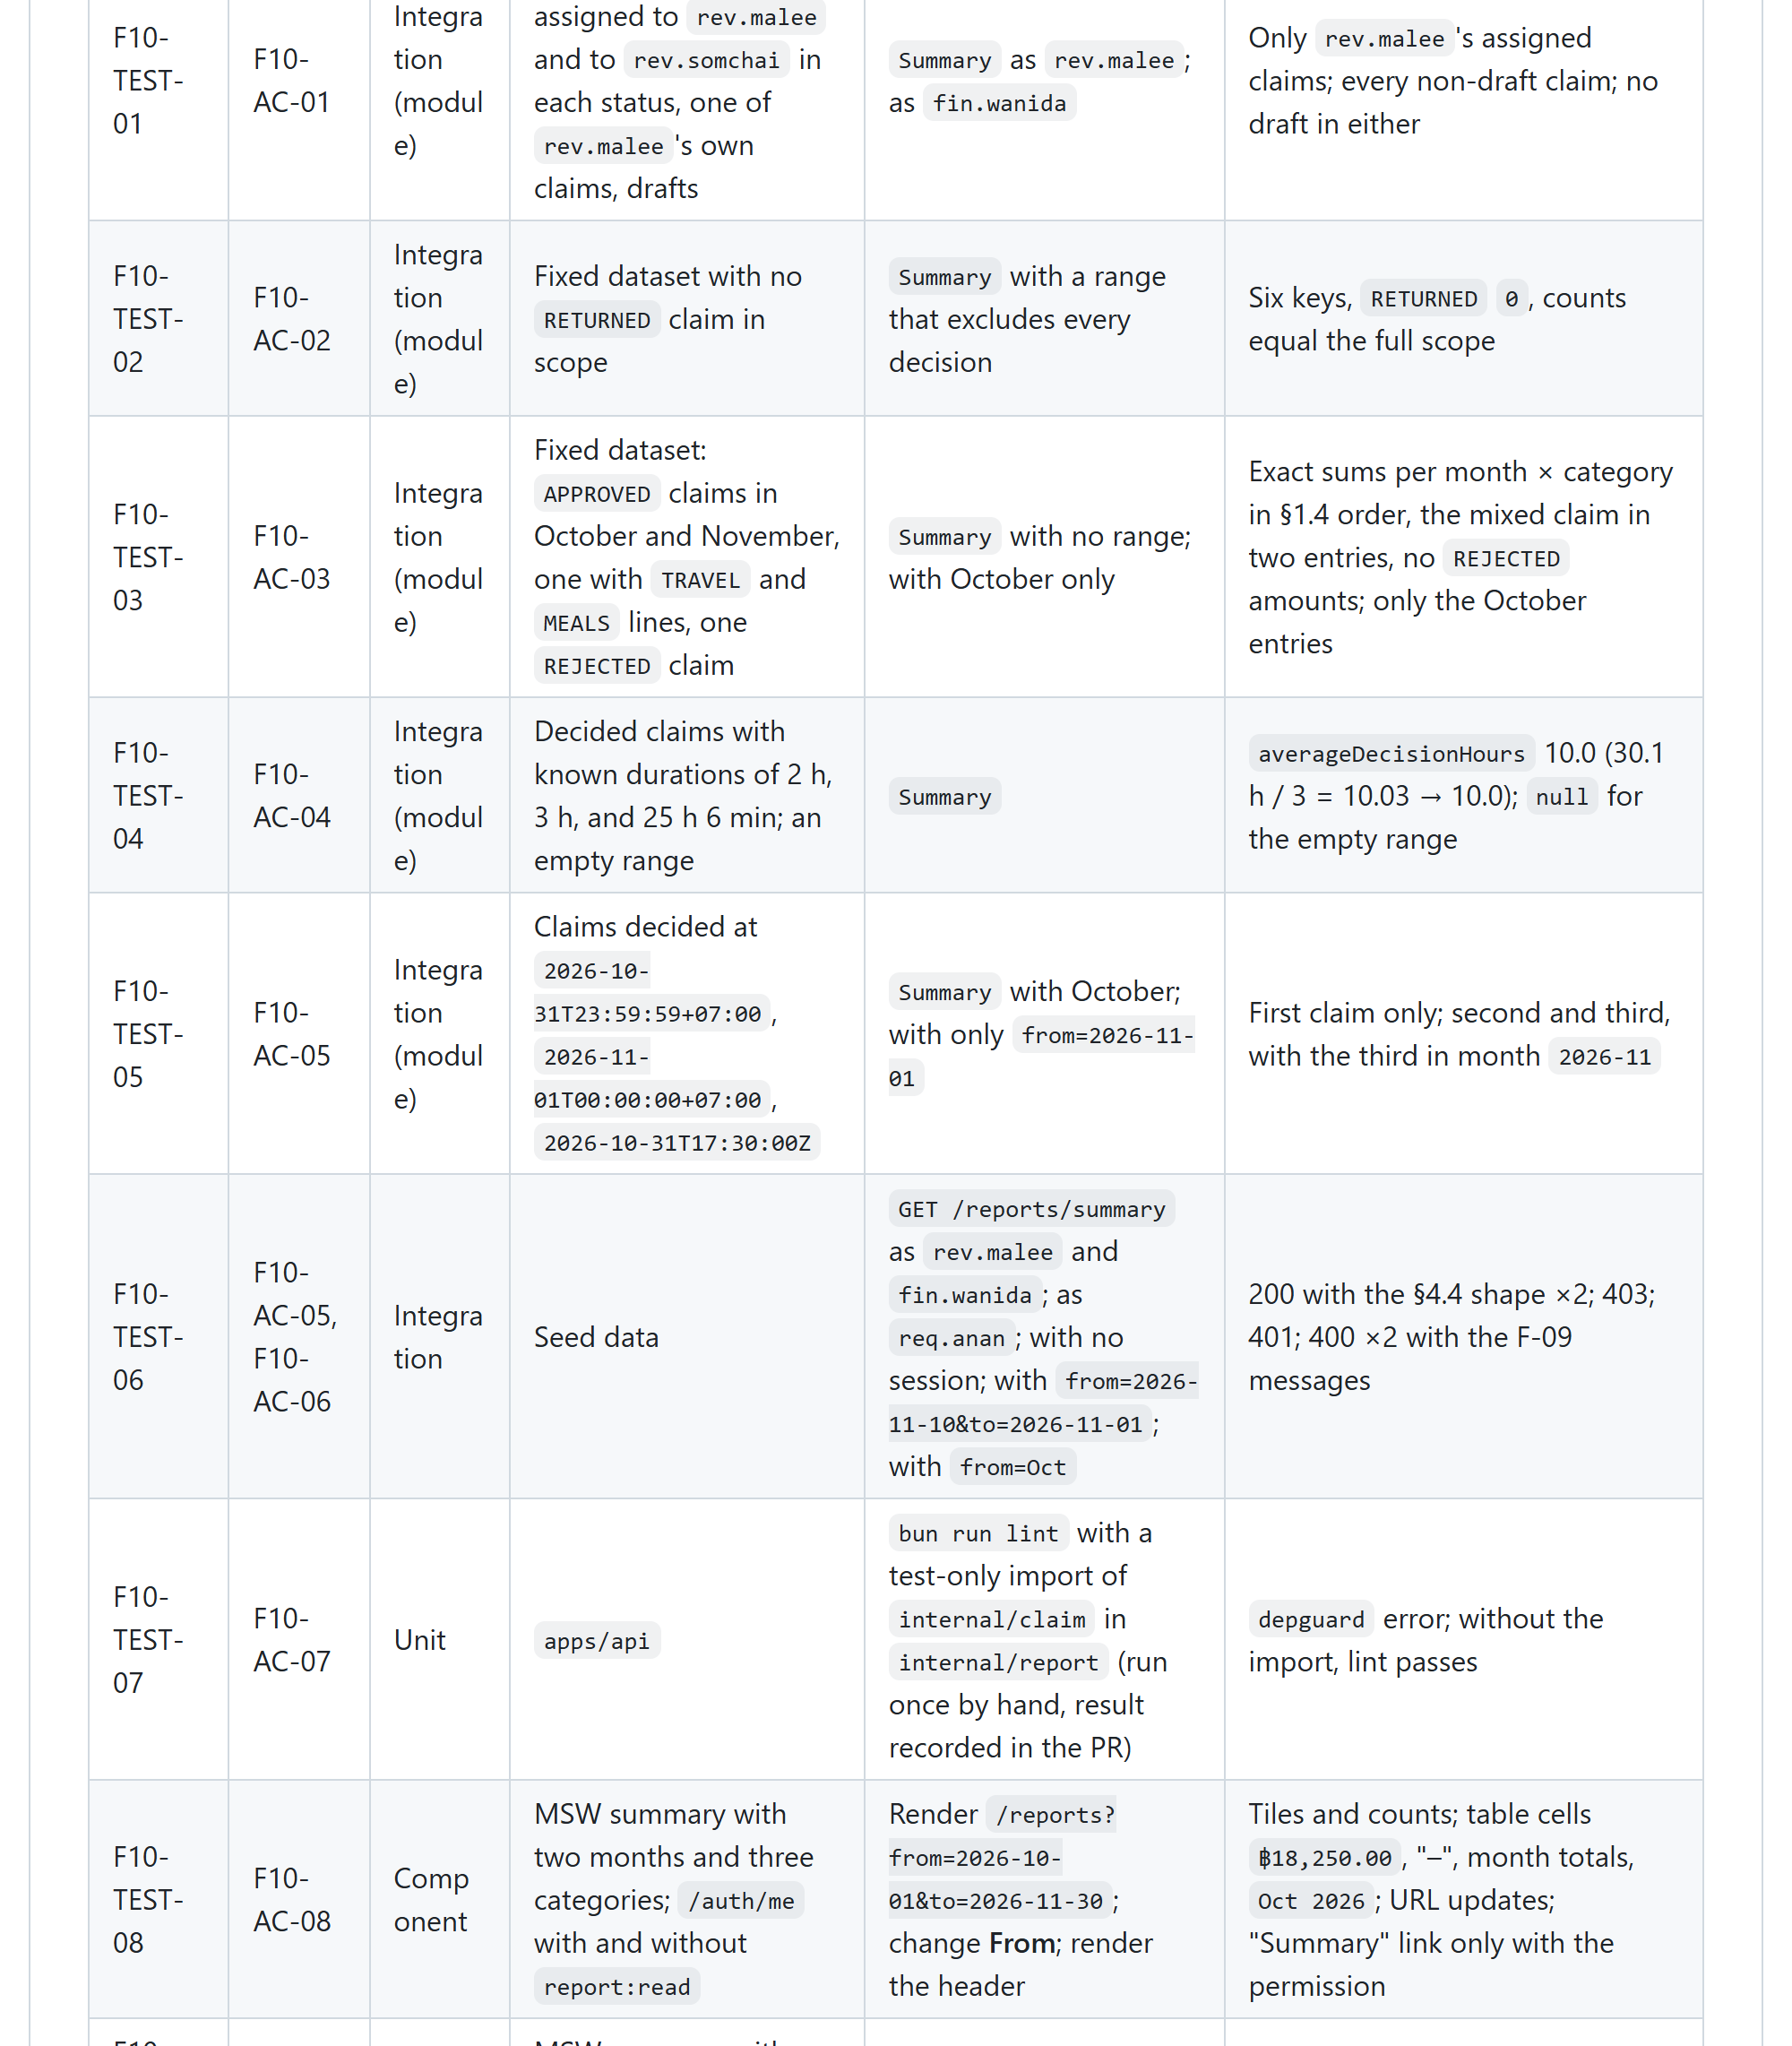 F10-
TEST-
01
F10-
AC-01
Integra
tion
(modul
e)
assigned to rev.malee
and to rev.somchai in
each status, one of
rev.malee's own
claims, drafts
Summary as rev.malee;
as fin.wanida
Only rev.malee's assigned
claims; every non-draft claim; no
draft in either
F10-
TEST-
02
F10-
AC-02
Integra
tion
(modul
e)
Fixed dataset with no
RETURNED claim in
scope
Summary with a range
that excludes every
decision
Six keys, RETURNED 0, counts
equal the full scope
F10-
TEST-
03
F10-
AC-03
Integra
tion
(modul
e)
Fixed dataset:
APPROVED claims in
October and November,
one with TRAVEL and
MEALS lines, one
REJECTED claim
Summary with no range;
with October only
Exact sums per month × category
in §1.4 order, the mixed claim in
two entries, no REJECTED
amounts; only the October
entries
F10-
TEST-
04
F10-
AC-04
Integra
tion
(modul
e)
Decided claims with
known durations of 2 h,
3 h, and 25 h 6 min; an
empty range
Summary
averageDecisionHours 10.0 (30.1
h / 3 = 10.03 → 10.0); null for
the empty range
F10-
TEST-
05
F10-
AC-05
Integra
tion
(modul
e)
Claims decided at
2026-10-
31T23:59:59+07:00,
2026-11-
01T00:00:00+07:00,
2026-10-31T17:30:00Z
Summary with October;
with only from=2026-11-
01
First claim only; second and third,
with the third in month 2026-11
F10-
TEST-
06
F10-
AC-05,
F10-
AC-06
Integra
tion
Seed data
GET /reports/summary
as rev.malee and
fin.wanida; as
req.anan; with no
session; with from=2026-
11-10&to=2026-11-01;
with from=Oct
200 with the §4.4 shape ×2; 403;
401; 400 ×2 with the F-09
messages
F10-
TEST-
07
F10-
AC-07
Unit
apps/api
bun run lint with a
test-only import of
internal/claim in
internal/report (run
once by hand, result
recorded in the PR)
depguard error; without the
import, lint passes
F10-
TEST-
08
F10-
AC-08
Comp
onent
MSW summary with
two months and three
categories; /auth/me
with and without
report:read
Render /reports?
from=2026-10-
01&to=2026-11-30;
change From; render
the header
Tiles and counts; table cells
฿18,250.00, "–", month totals,
Oct 2026; URL updates;
"Summary" link only with the
permission